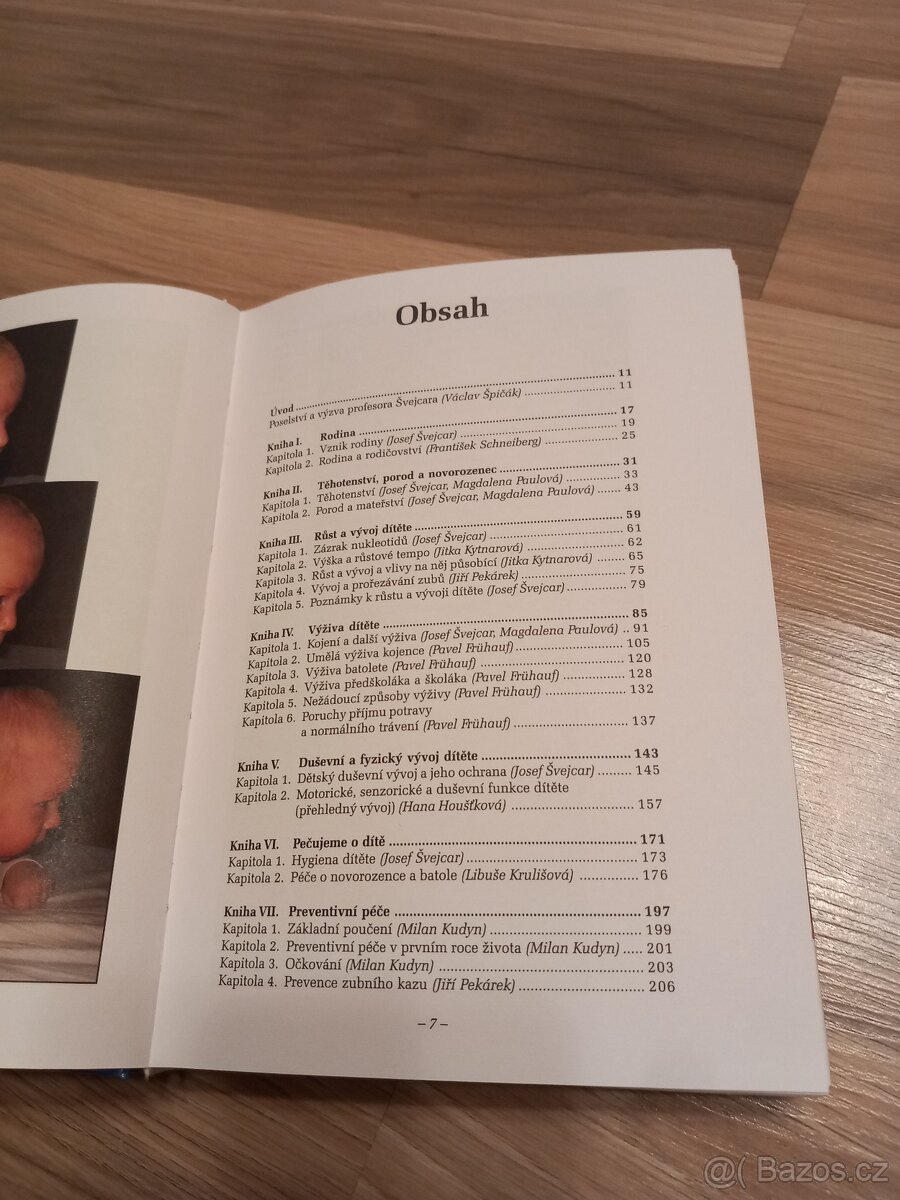 Obsah
Úvod ........ 11
Poselství a výzva profesora Švejcara (Václav Špičák) ........ 11
Kniha I. Rodina ........ 17
Kapitola 1. Vznik rodiny (Josef Švejcar) ........ 19
Kapitola 2. Rodina a rodičovství (František Schneiberg) ........ 25
Kniha II. Těhotenství, porod a novorozenec ........ 31
Kapitola 1. Těhotenství (Josef Švejcar, Magdalena Paulová) ........ 33
Kapitola 2. Porod a mateřství (Josef Švejcar, Magdalena Paulová) ....... 43
Kniha III. Růst a vývoj dítěte ........ 59
Kapitola 1. Zázrak nukleotidů (Josef Švejcar) ........ 61
Kapitola 2. Výška a růstové tempo (Jitka Kytnarová) ........ 62
Kapitola 3. Růst a vývoj a vlivy na něj působící (Jitka Kytnarová) ........ 65
Kapitola 4. Vývoj a prořezávání zubů (Jiří Pekárek) ........ 75
Kapitola 5. Poznámky k růstu a vývoji dítěte (Josef Švejcar) ........ 79
Kniha IV. Výživa dítěte ........ 85
Kapitola 1. Kojení a další výživa (Josef Švejcar, Magdalena Paulová) .. 91
Kapitola 2. Umělá výživa kojence (Pavel Frühauf) ........ 105
Kapitola 3. Výživa batolete (Pavel Frühauf) ........ 120
Kapitola 4. Výživa předškoláka a školáka (Pavel Frühauf) ........ 128
Kapitola 5. Nežádoucí způsoby výživy (Pavel Frühauf) ........ 132
Kapitola 6. Poruchy příjmu potravy
a normálního trávení (Pavel Frühauf) ........ 137
Kniha V. Duševní a fyzický vývoj dítěte ........ 143
Kapitola 1. Dětský duševní vývoj a jeho ochrana (Josef Švejcar) ........ 145
Kapitola 2. Motorické, senzorické a duševní funkce dítěte
(přehledný vývoj) (Hana Houšťková) ........ 157
Kniha VI. Pečujeme o dítě ........ 171
Kapitola 1. Hygiena dítěte (Josef Švejcar) ........ 173
Kapitola 2. Péče o novorozence a batole (Libuše Krulišová) ........ 176
Kniha VII. Preventivní péče ........ 197
Kapitola 1. Základní poučení (Milan Kudyn) ........ 199
Kapitola 2. Preventivní péče v prvním roce života (Milan Kudyn) ..... 201
Kapitola 3. Očkování (Milan Kudyn) ........ 203
Kapitola 4. Prevence zubního kazu (Jiří Pekárek) ........ 206
– 7 –
@( Bazos.cz